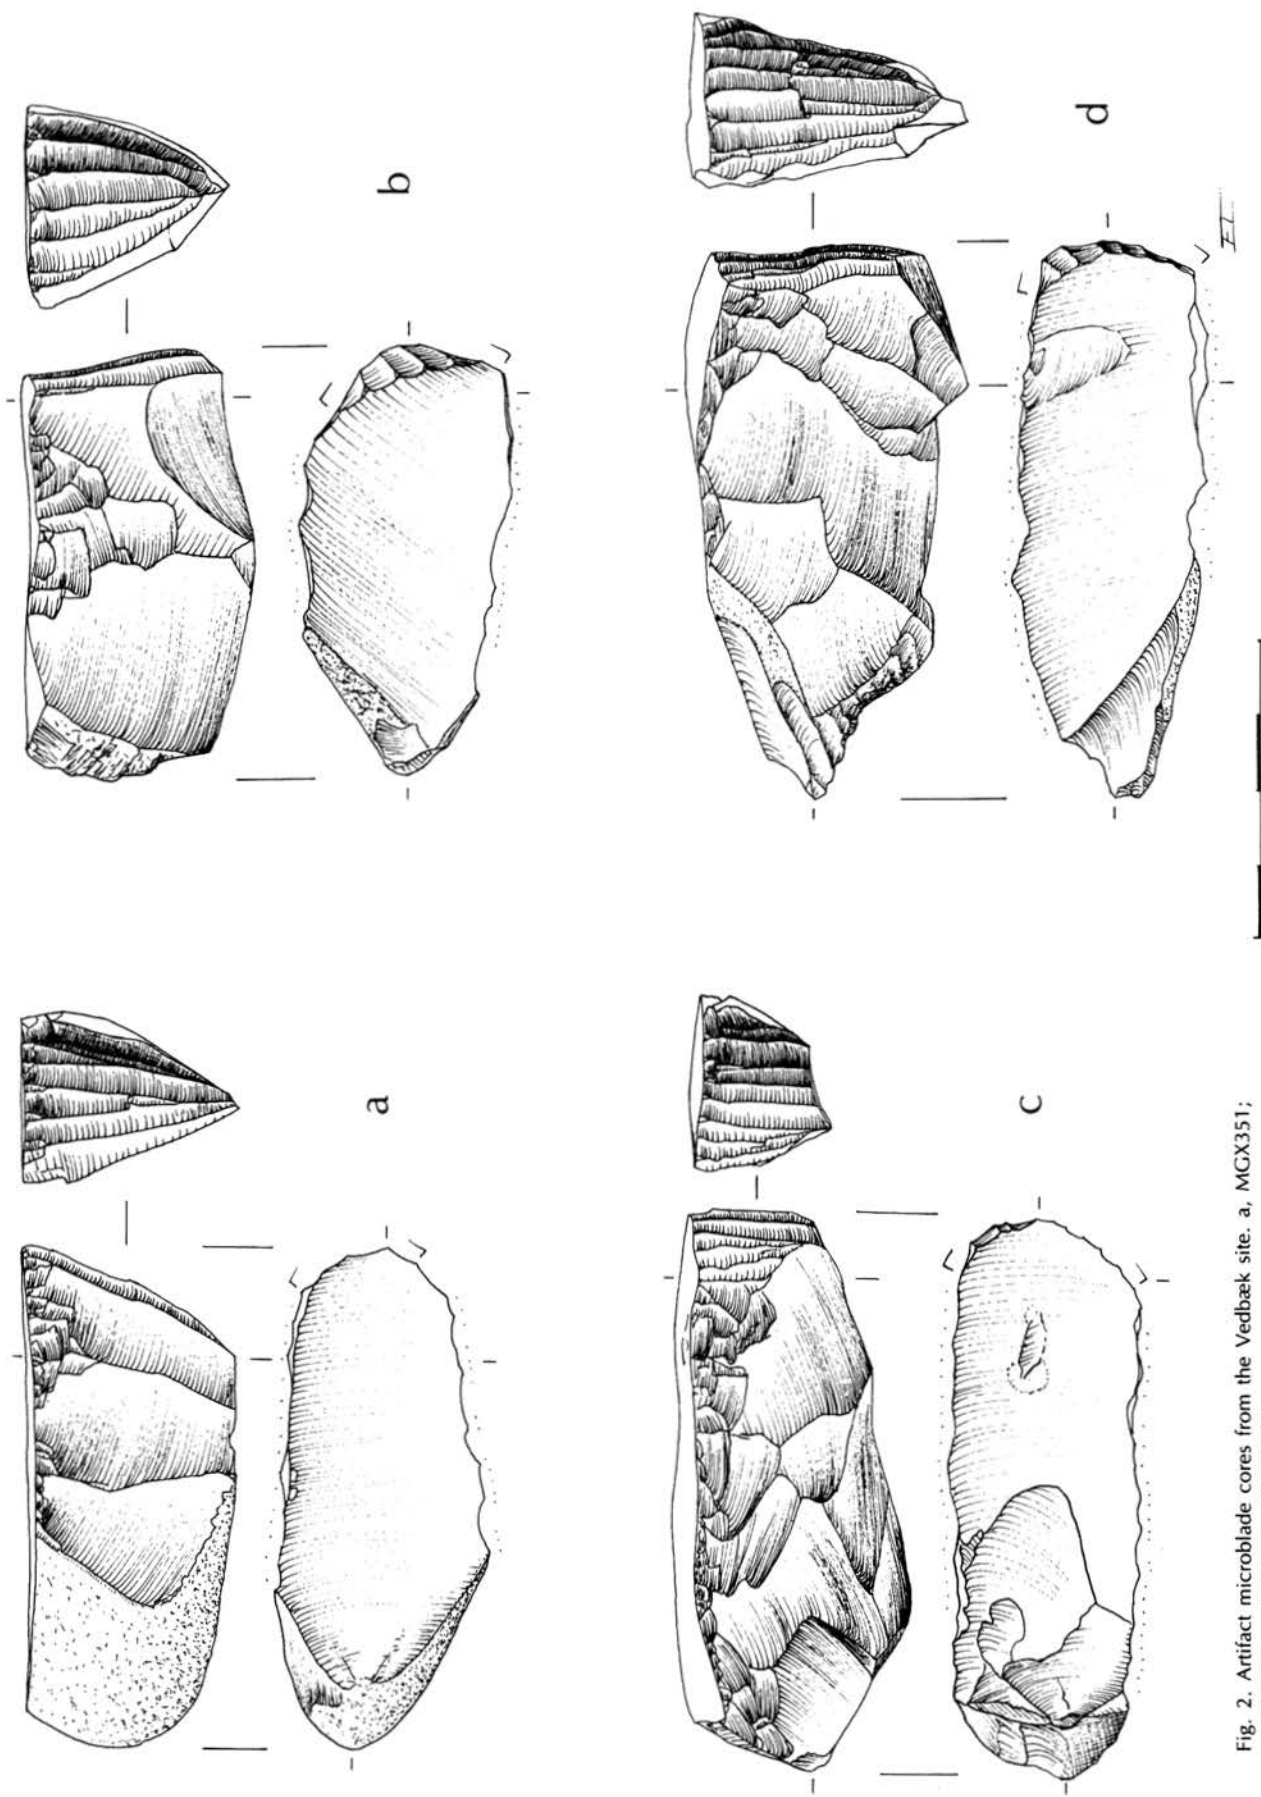 a
b
c
d
Fig. 2. Artifact microblade cores from the Vedbæk site. a, MGX351;